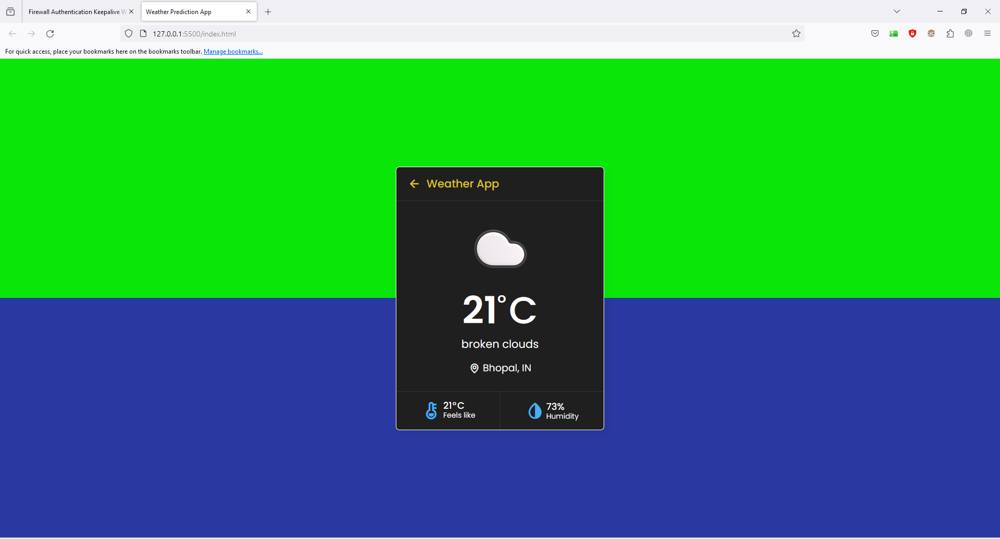 Firewall Authentication Keepalive W
Weather Prediction App
127.0.0.1:5500/index.html
For quick access, place your bookmarks here on the bookmarks toolbar. Manage bookmarks...
Weather App
21°C
broken clouds
Bhopal, IN
21°C
Feels like
73%
Humidity